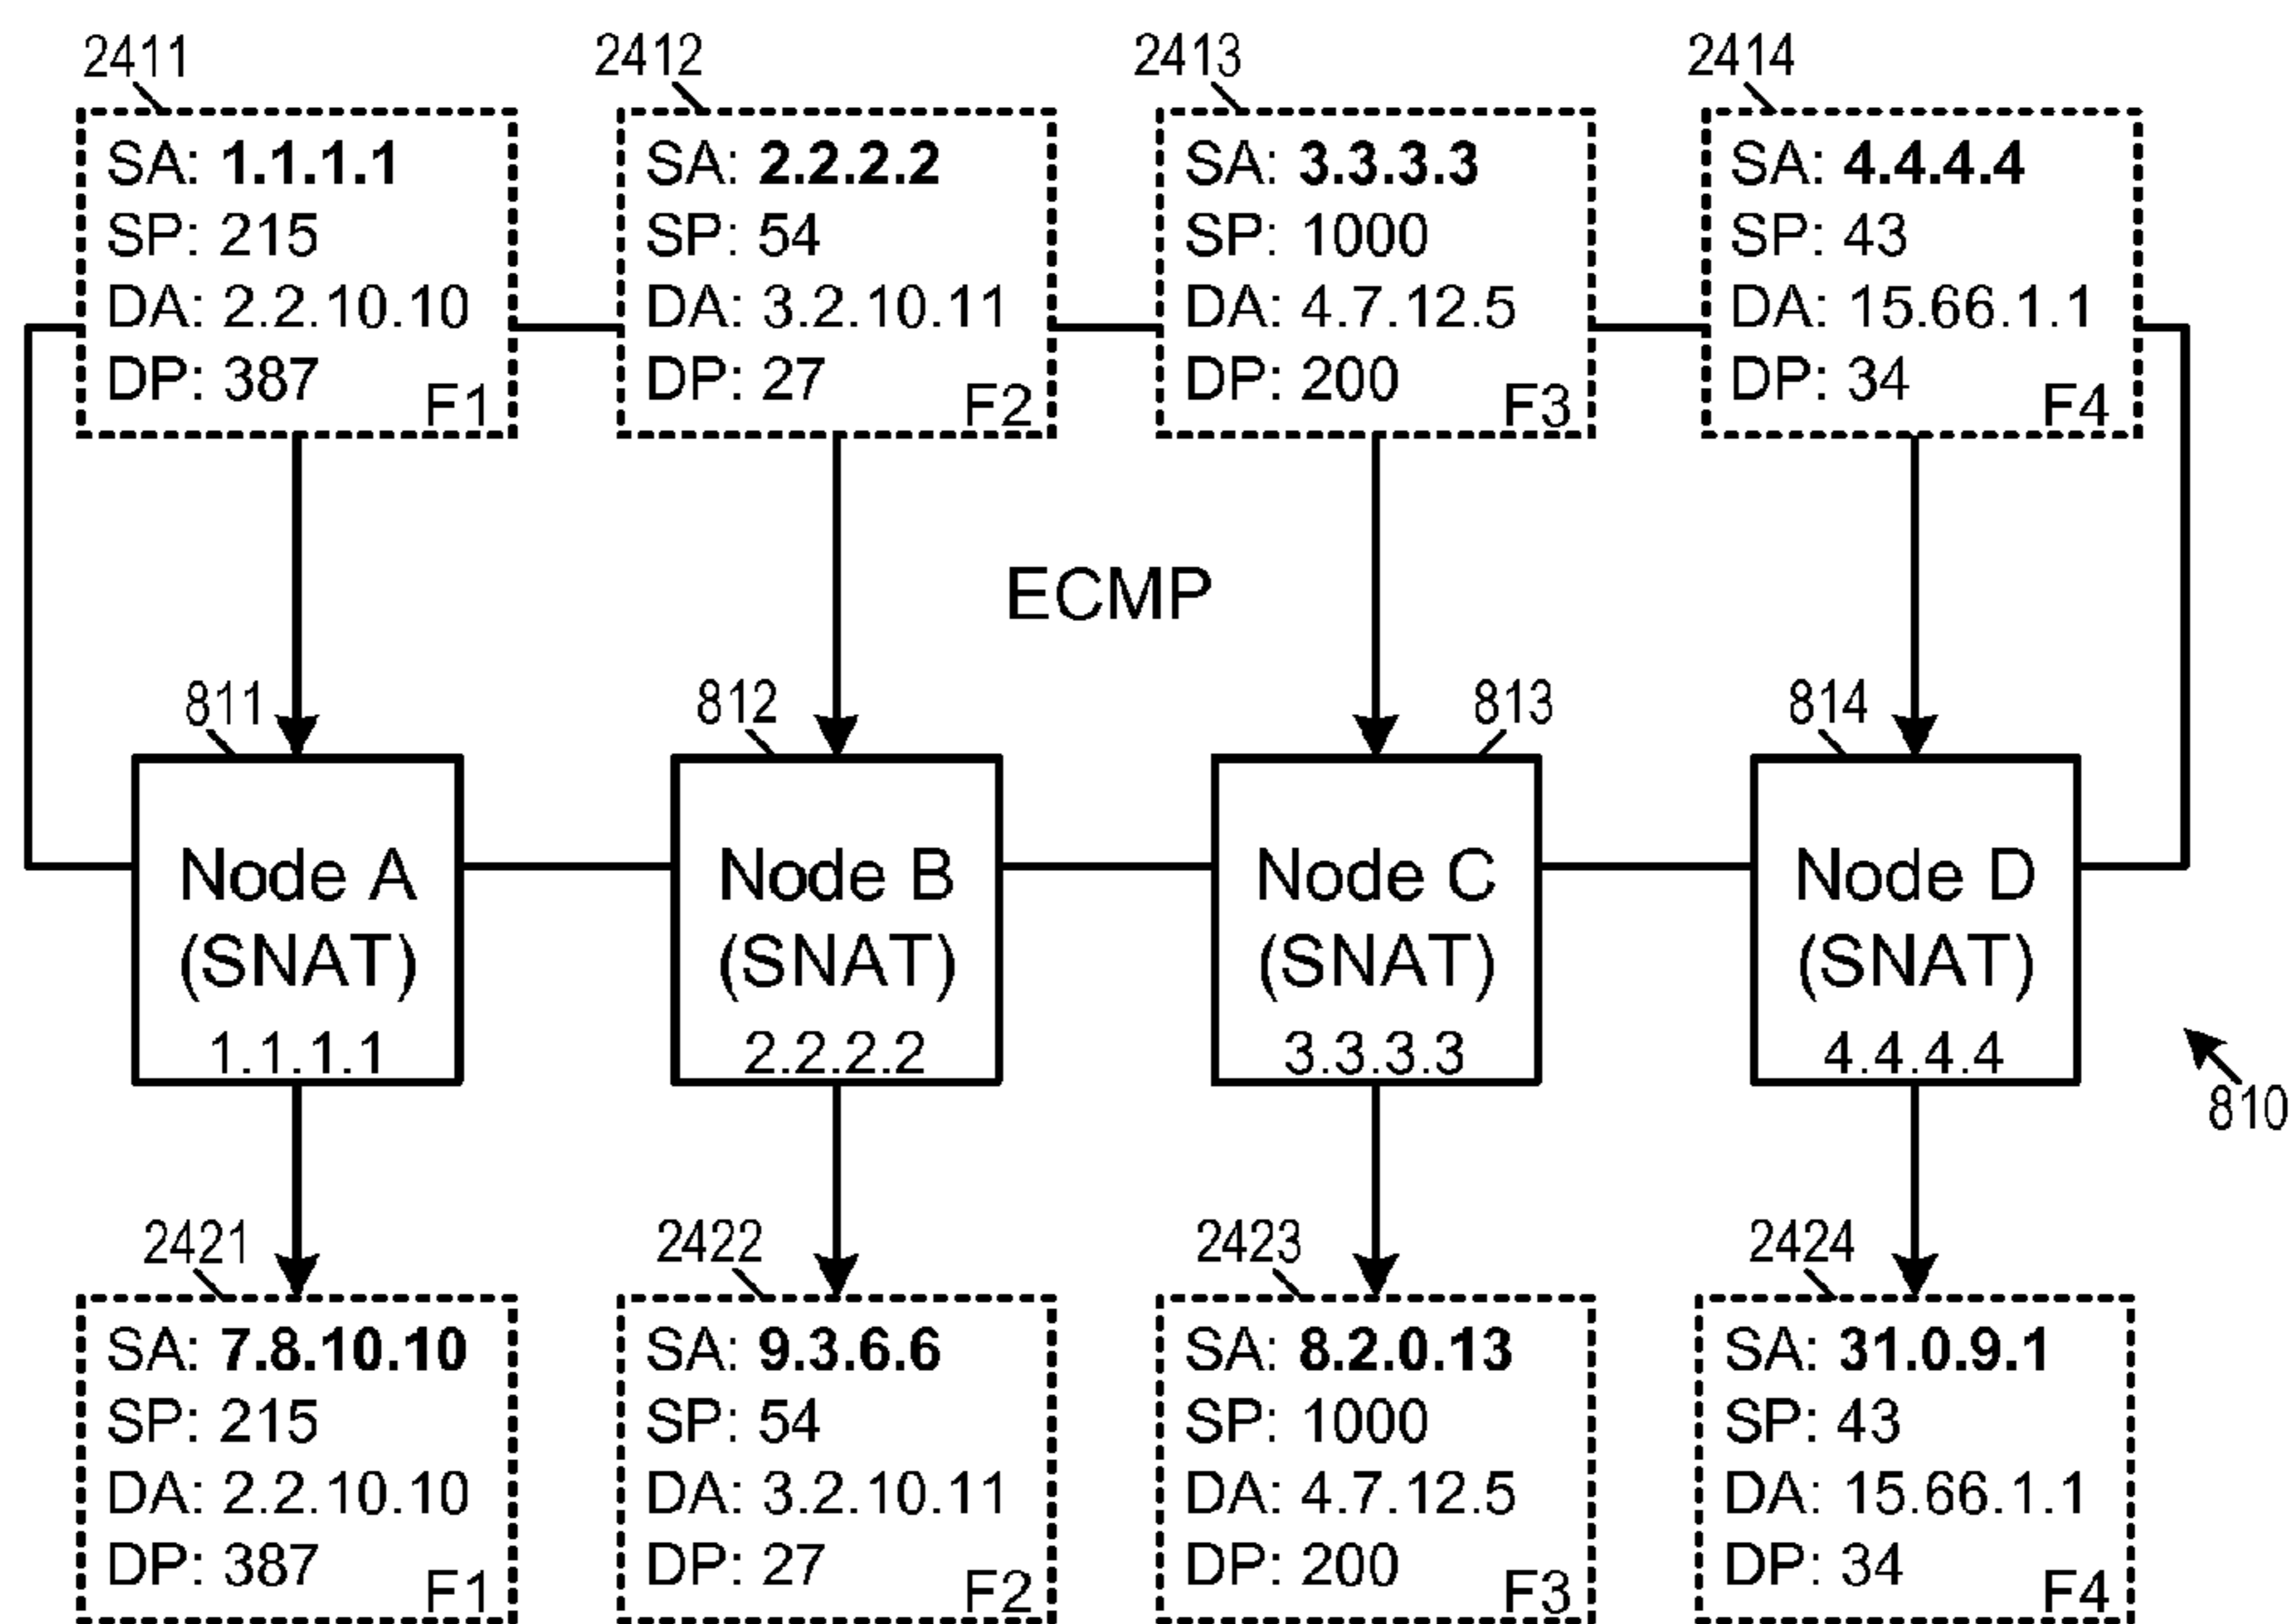 2411
SA: 1.1.1.1
SP: 215
DA: 2.2.10.10
DP: 387
F1
2412
SA: 2.2.2.2
SP: 54
DA: 3.2.10.11
DP: 27
F2
2413
SA: 3.3.3.3
SP: 1000
DA: 4.7.12.5
DP: 200
F3
2414
SA: 4.4.4.4
SP: 43
DA: 15.66.1.1
DP: 34
F4
ECMP
811
Node A
(SNAT)
1.1.1.1
812
Node B
(SNAT)
2.2.2.2
813
Node C
(SNAT)
3.3.3.3
814
Node D
(SNAT)
4.4.4.4
810
2421
SA: 7.8.10.10
SP: 215
DA: 2.2.10.10
DP: 387
F1
2422
SA: 9.3.6.6
SP: 54
DA: 3.2.10.11
DP: 27
F2
2423
SA: 8.2.0.13
SP: 1000
DA: 4.7.12.5
DP: 200
F3
2424
SA: 31.0.9.1
SP: 43
DA: 15.66.1.1
DP: 34
F4